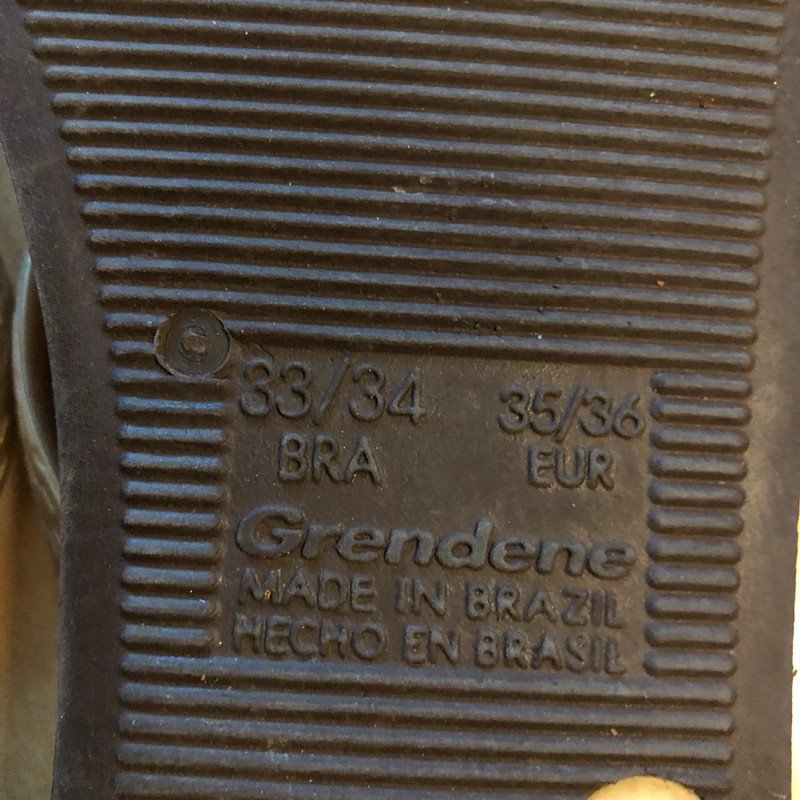 33/34 35/36
BRA EUR
Grendene
MADE IN BRAZIL
HECHO EN BRASIL